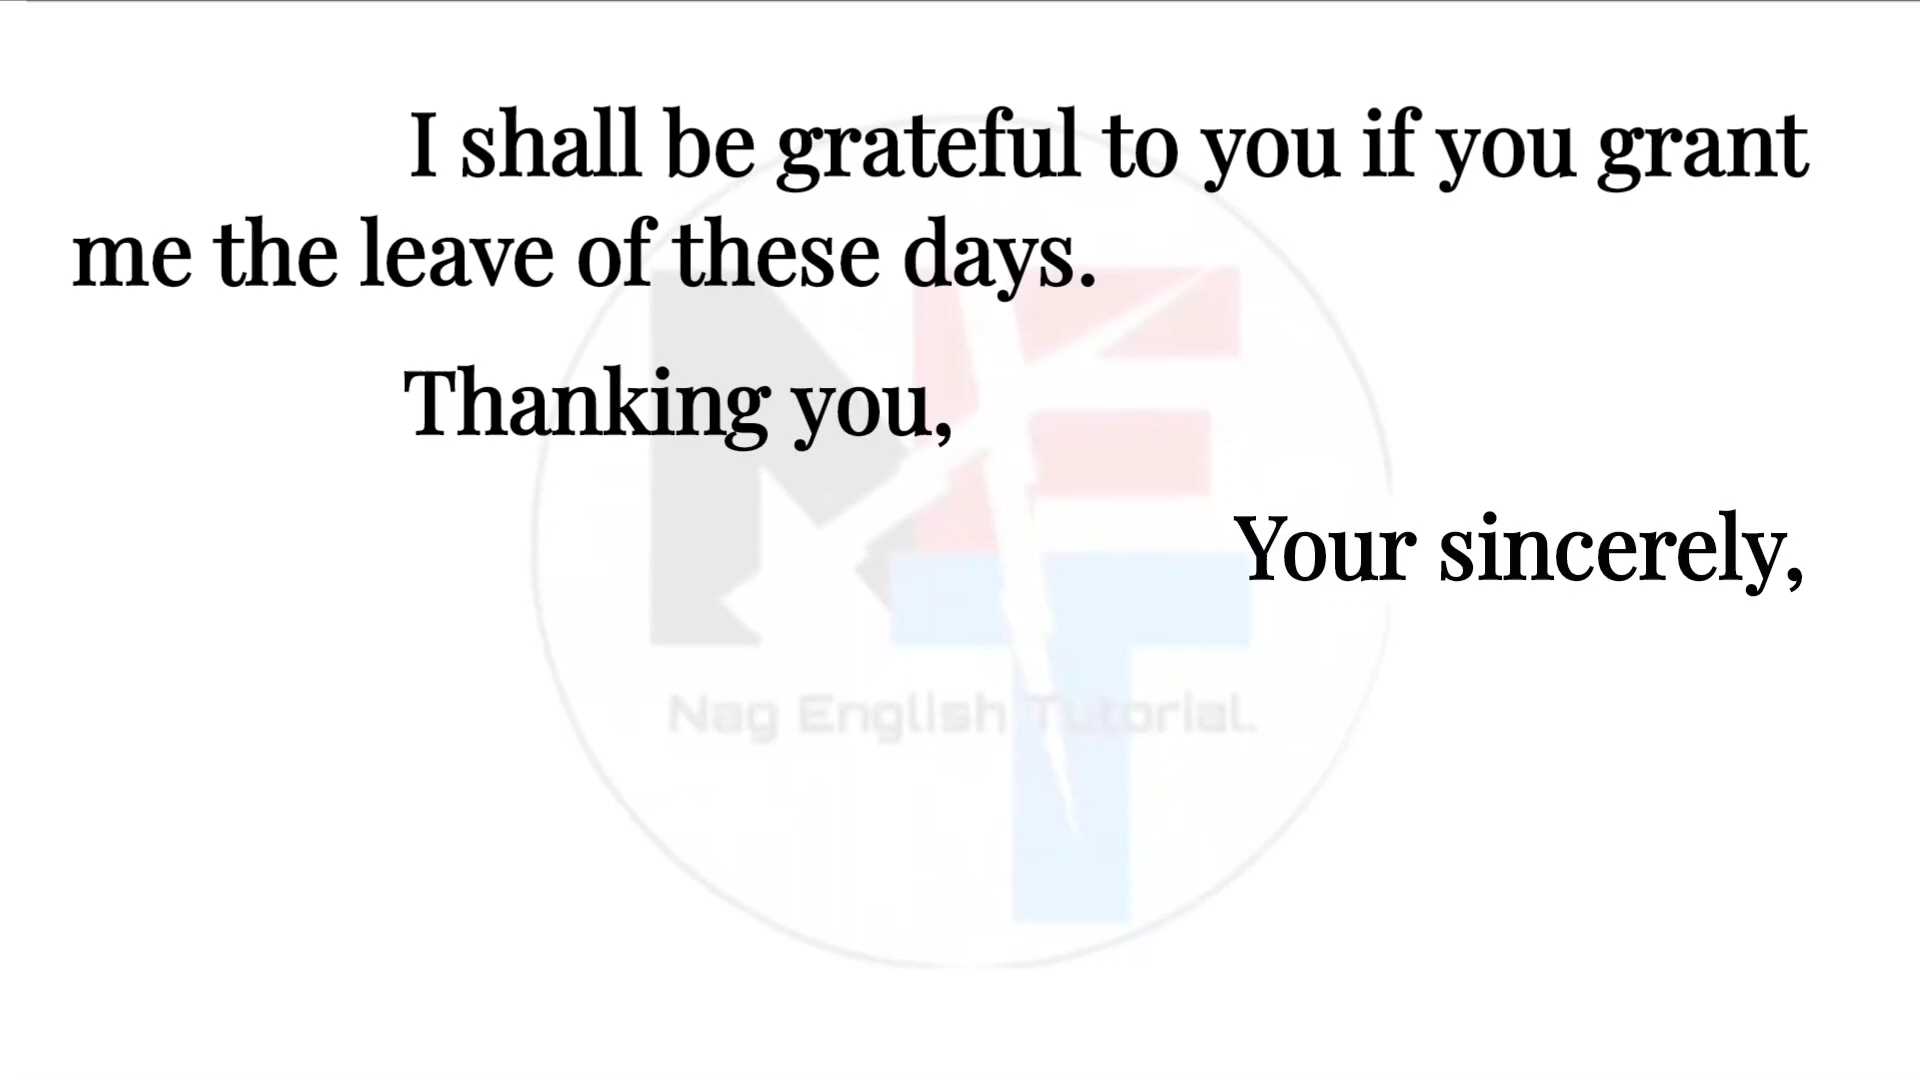 I shall be grateful to you if you grant
me the leave of these days.
Thanking you,
Your sincerely,
Nag English Tutorial.